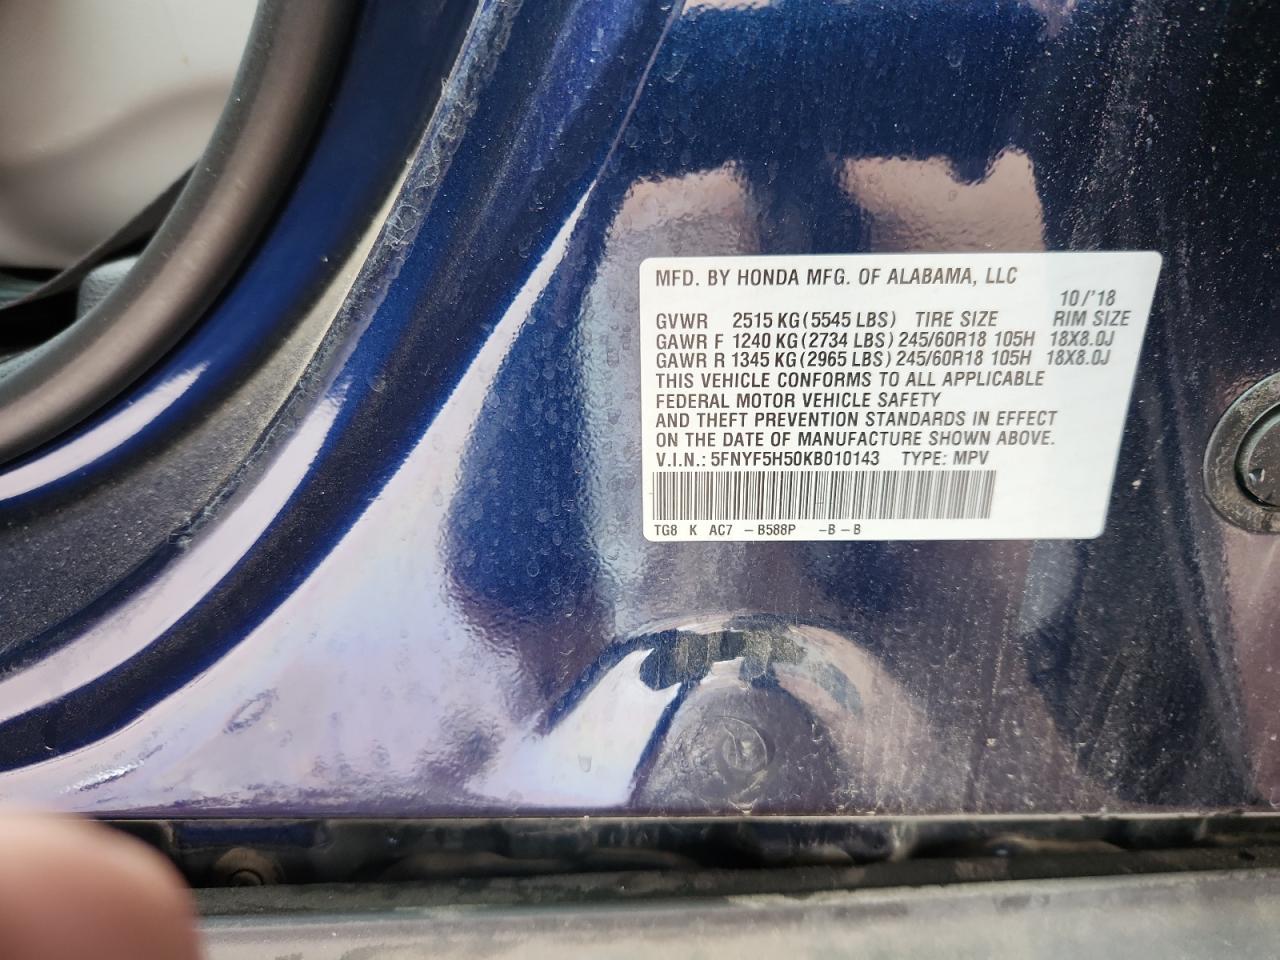 MFD. BY HONDA MFG. OF ALABAMA, LLC
10/'18
GVWR 2515 KG (5545 LBS) TIRE SIZE RIM SIZE
GAWR F 1240 KG (2734 LBS) 245/60R18 105H 18X8.0J
GAWR R 1345 KG (2965 LBS) 245/60R18 105H 18X8.0J
THIS VEHICLE CONFORMS TO ALL APPLICABLE
FEDERAL MOTOR VEHICLE SAFETY
AND THEFT PREVENTION STANDARDS IN EFFECT
ON THE DATE OF MANUFACTURE SHOWN ABOVE.
V.I.N.: 5FNYF5H50KB010143 TYPE: MPV
TG8 K AC7 – B588P – B – B